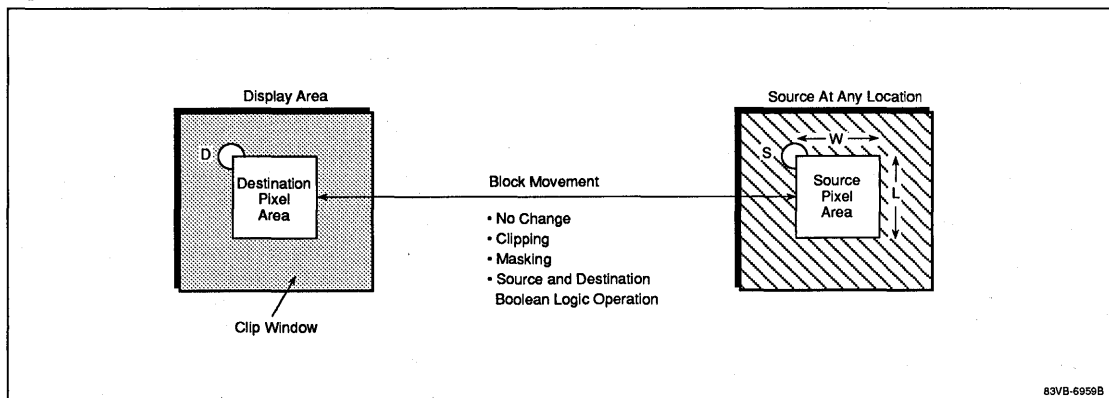 Display Area
Source At Any Location
W
D
S
Destination
Pixel
Area
Block Movement
Source
Pixel
Area
L
• No Change
• Clipping
• Masking
• Source and Destination
Boolean Logic Operation
Clip Window
83VB-6959B